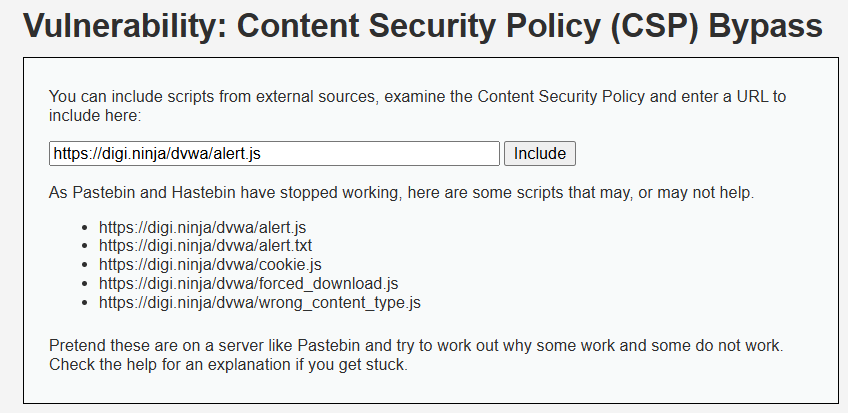 Vulnerability: Content Security Policy (CSP) Bypass
You can include scripts from external sources, examine the Content Security Policy and enter a URL to
include here:
https://digi.ninja/dvwa/alert.js Include
As Pastebin and Hastebin have stopped working, here are some scripts that may, or may not help.
• https://digi.ninja/dvwa/alert.js
• https://digi.ninja/dvwa/alert.txt
• https://digi.ninja/dvwa/cookie.js
• https://digi.ninja/dvwa/forced_download.js
• https://digi.ninja/dvwa/wrong_content_type.js
Pretend these are on a server like Pastebin and try to work out why some work and some do not work.
Check the help for an explanation if you get stuck.